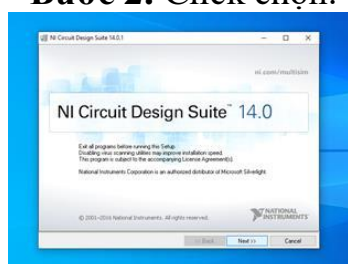 Bước 2: Click chọn:
NI Circuit Design Suite 14.0.1
ni.com/multisim
NI Circuit Design Suite™ 14.0
Exit all programs before running this Setup.
Disabling virus scanning utilities may improve installation speed.
This program is subject to the accompanying License Agreement(s).
National Instruments Corporation is an authorized distributor of Microsoft Silverlight.
© 2001–2016 National Instruments. All rights reserved.
NATIONAL
INSTRUMENTS
<< Back
Next >>
Cancel